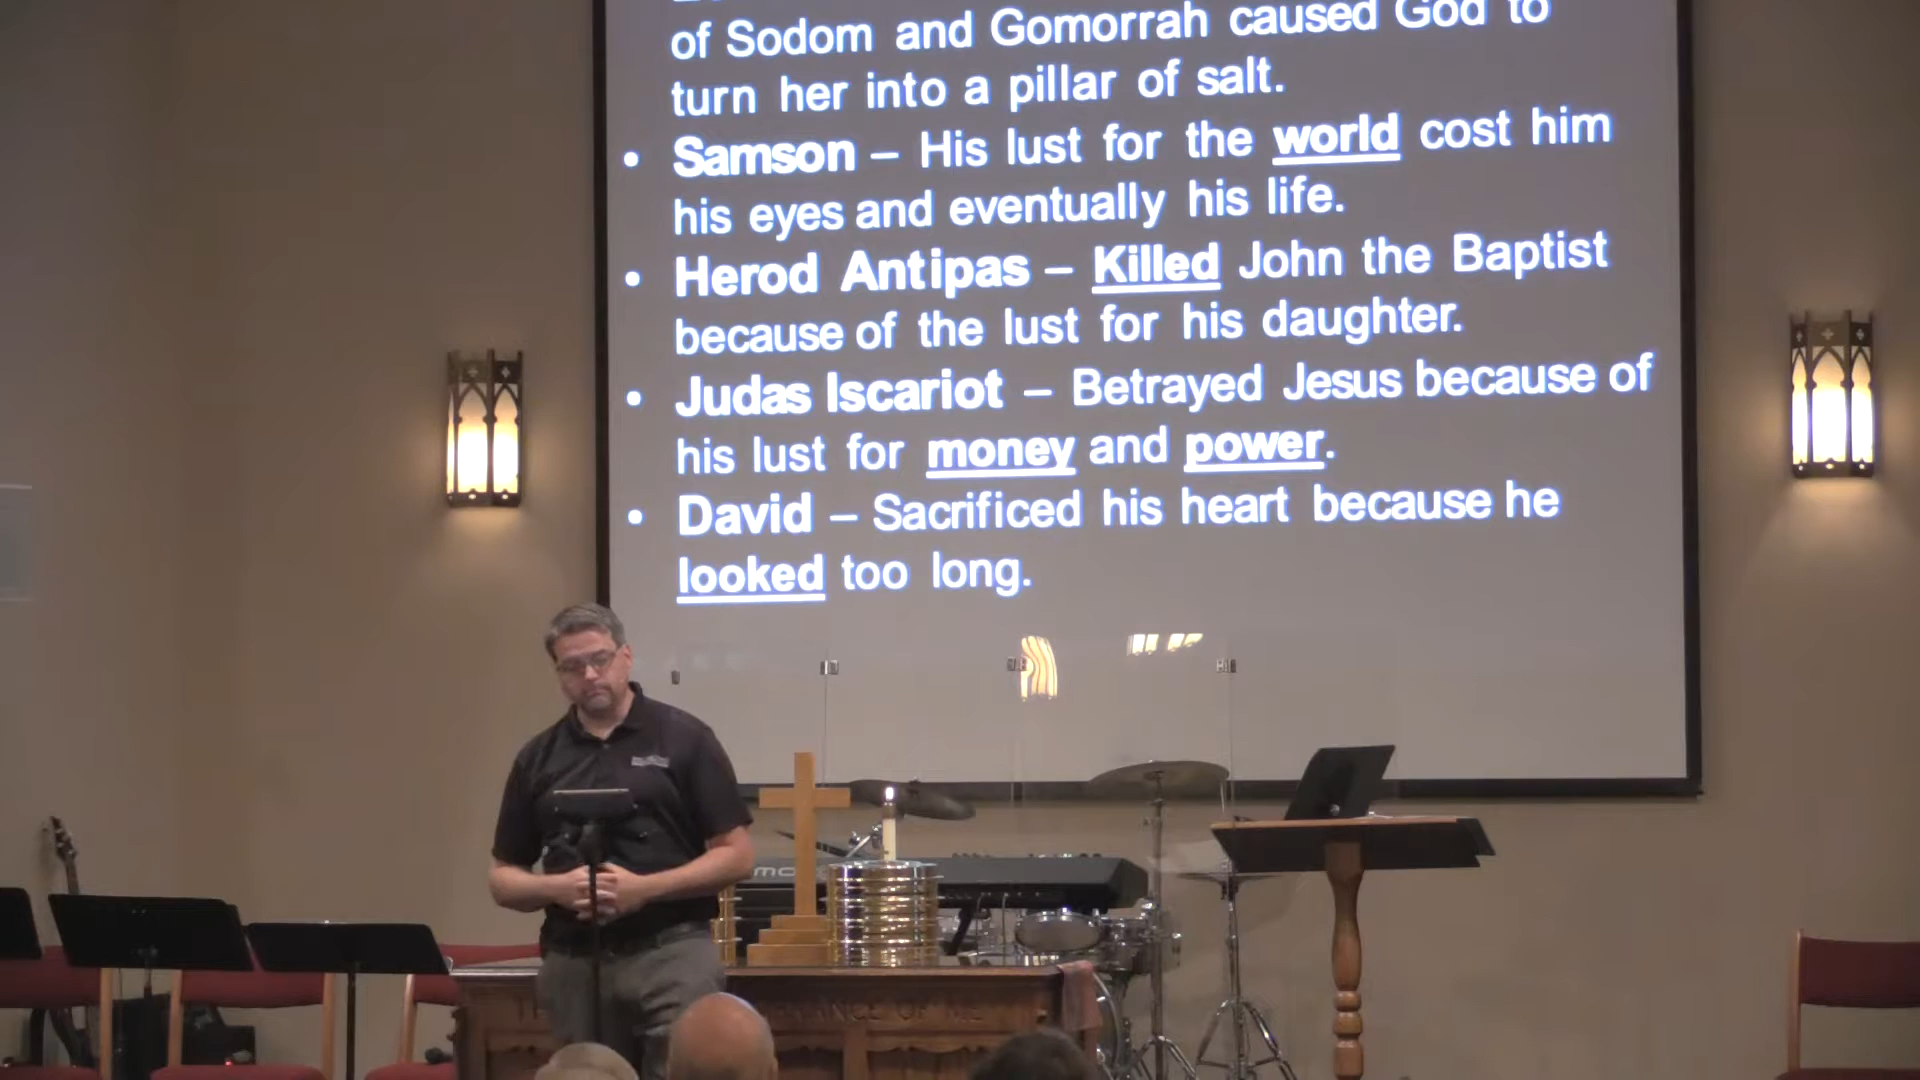 of Sodom and Gomorrah caused God to
turn her into a pillar of salt.
• Samson – His lust for the world cost him
his eyes and eventually his life.
• Herod Antipas – Killed John the Baptist
because of the lust for his daughter.
• Judas Iscariot – Betrayed Jesus because of
his lust for money and power.
• David – Sacrificed his heart because he
looked too long.
OF ME